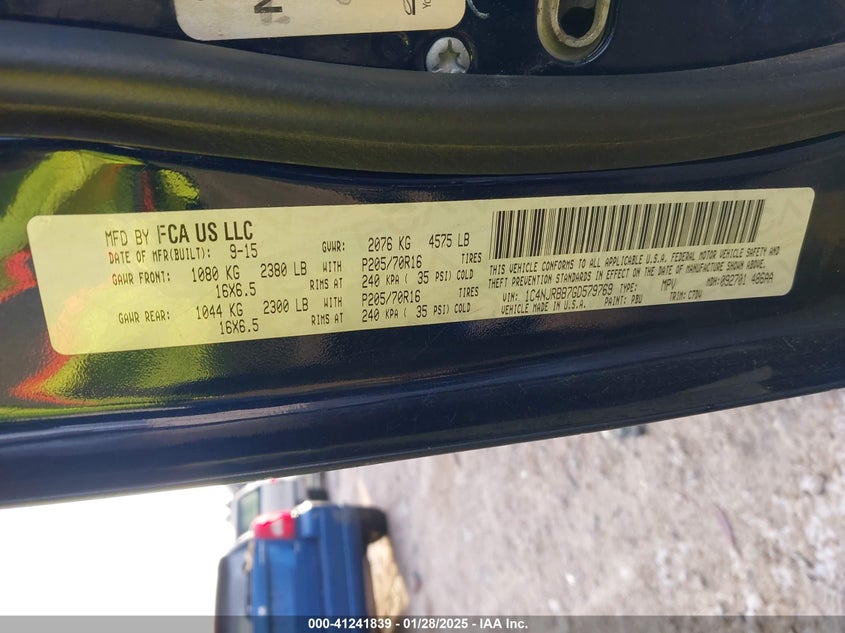 MFD BY FCA US LLC
DATE OF MFR(BUILT): 9-15 GVWR: 2076 KG 4575 LB
GAWR FRONT: 1080 KG 2380 LB WITH P205/70R16 TIRES
16X6.5 RIMS AT 240 KPA ( 35 PSI) COLD
GAWR REAR: 1044 KG 2300 LB WITH P205/70R16 TIRES
16X6.5 RIMS AT 240 KPA ( 35 PSI) COLD
THIS VEHICLE CONFORMS TO ALL APPLICABLE U.S.A. FEDERAL MOTOR VEHICLE SAFETY AND
THEFT PREVENTION STANDARDS IN EFFECT ON THE DATE OF MANUFACTURE SHOWN ABOVE.
VIN: 1C4NJRBB7GD579769 TYPE: MPV MDH: 092701 406AA
VEHICLE MADE IN U.S.A. PAINT: PBU TRIM: C7DV
000-41241839 - 01/28/2025 - IAA Inc.